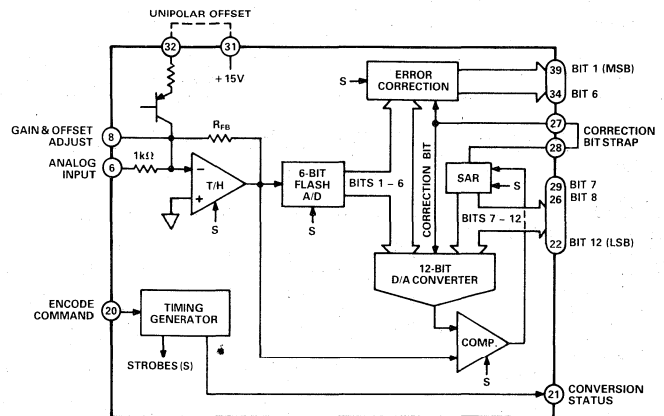 UNIPOLAR OFFSET
32
31
+15V
ERROR
CORRECTION
S
39
BIT 1 (MSB)
34
BIT 6
27
CORRECTION
BIT STRAP
28
GAIN & OFFSET
ADJUST
8
RFB
ANALOG
INPUT
6
1kΩ
−
T/H
+
S
6-BIT
FLASH
A/D
S
BITS 1 – 6
CORRECTION BIT
SAR
S
29
BIT 7
26
BIT 8
BITS 7 – 12
22
BIT 12 (LSB)
12-BIT
D/A CONVERTER
ENCODE
COMMAND
20
TIMING
GENERATOR
STROBES (S)
COMP.
S
21
CONVERSION
STATUS